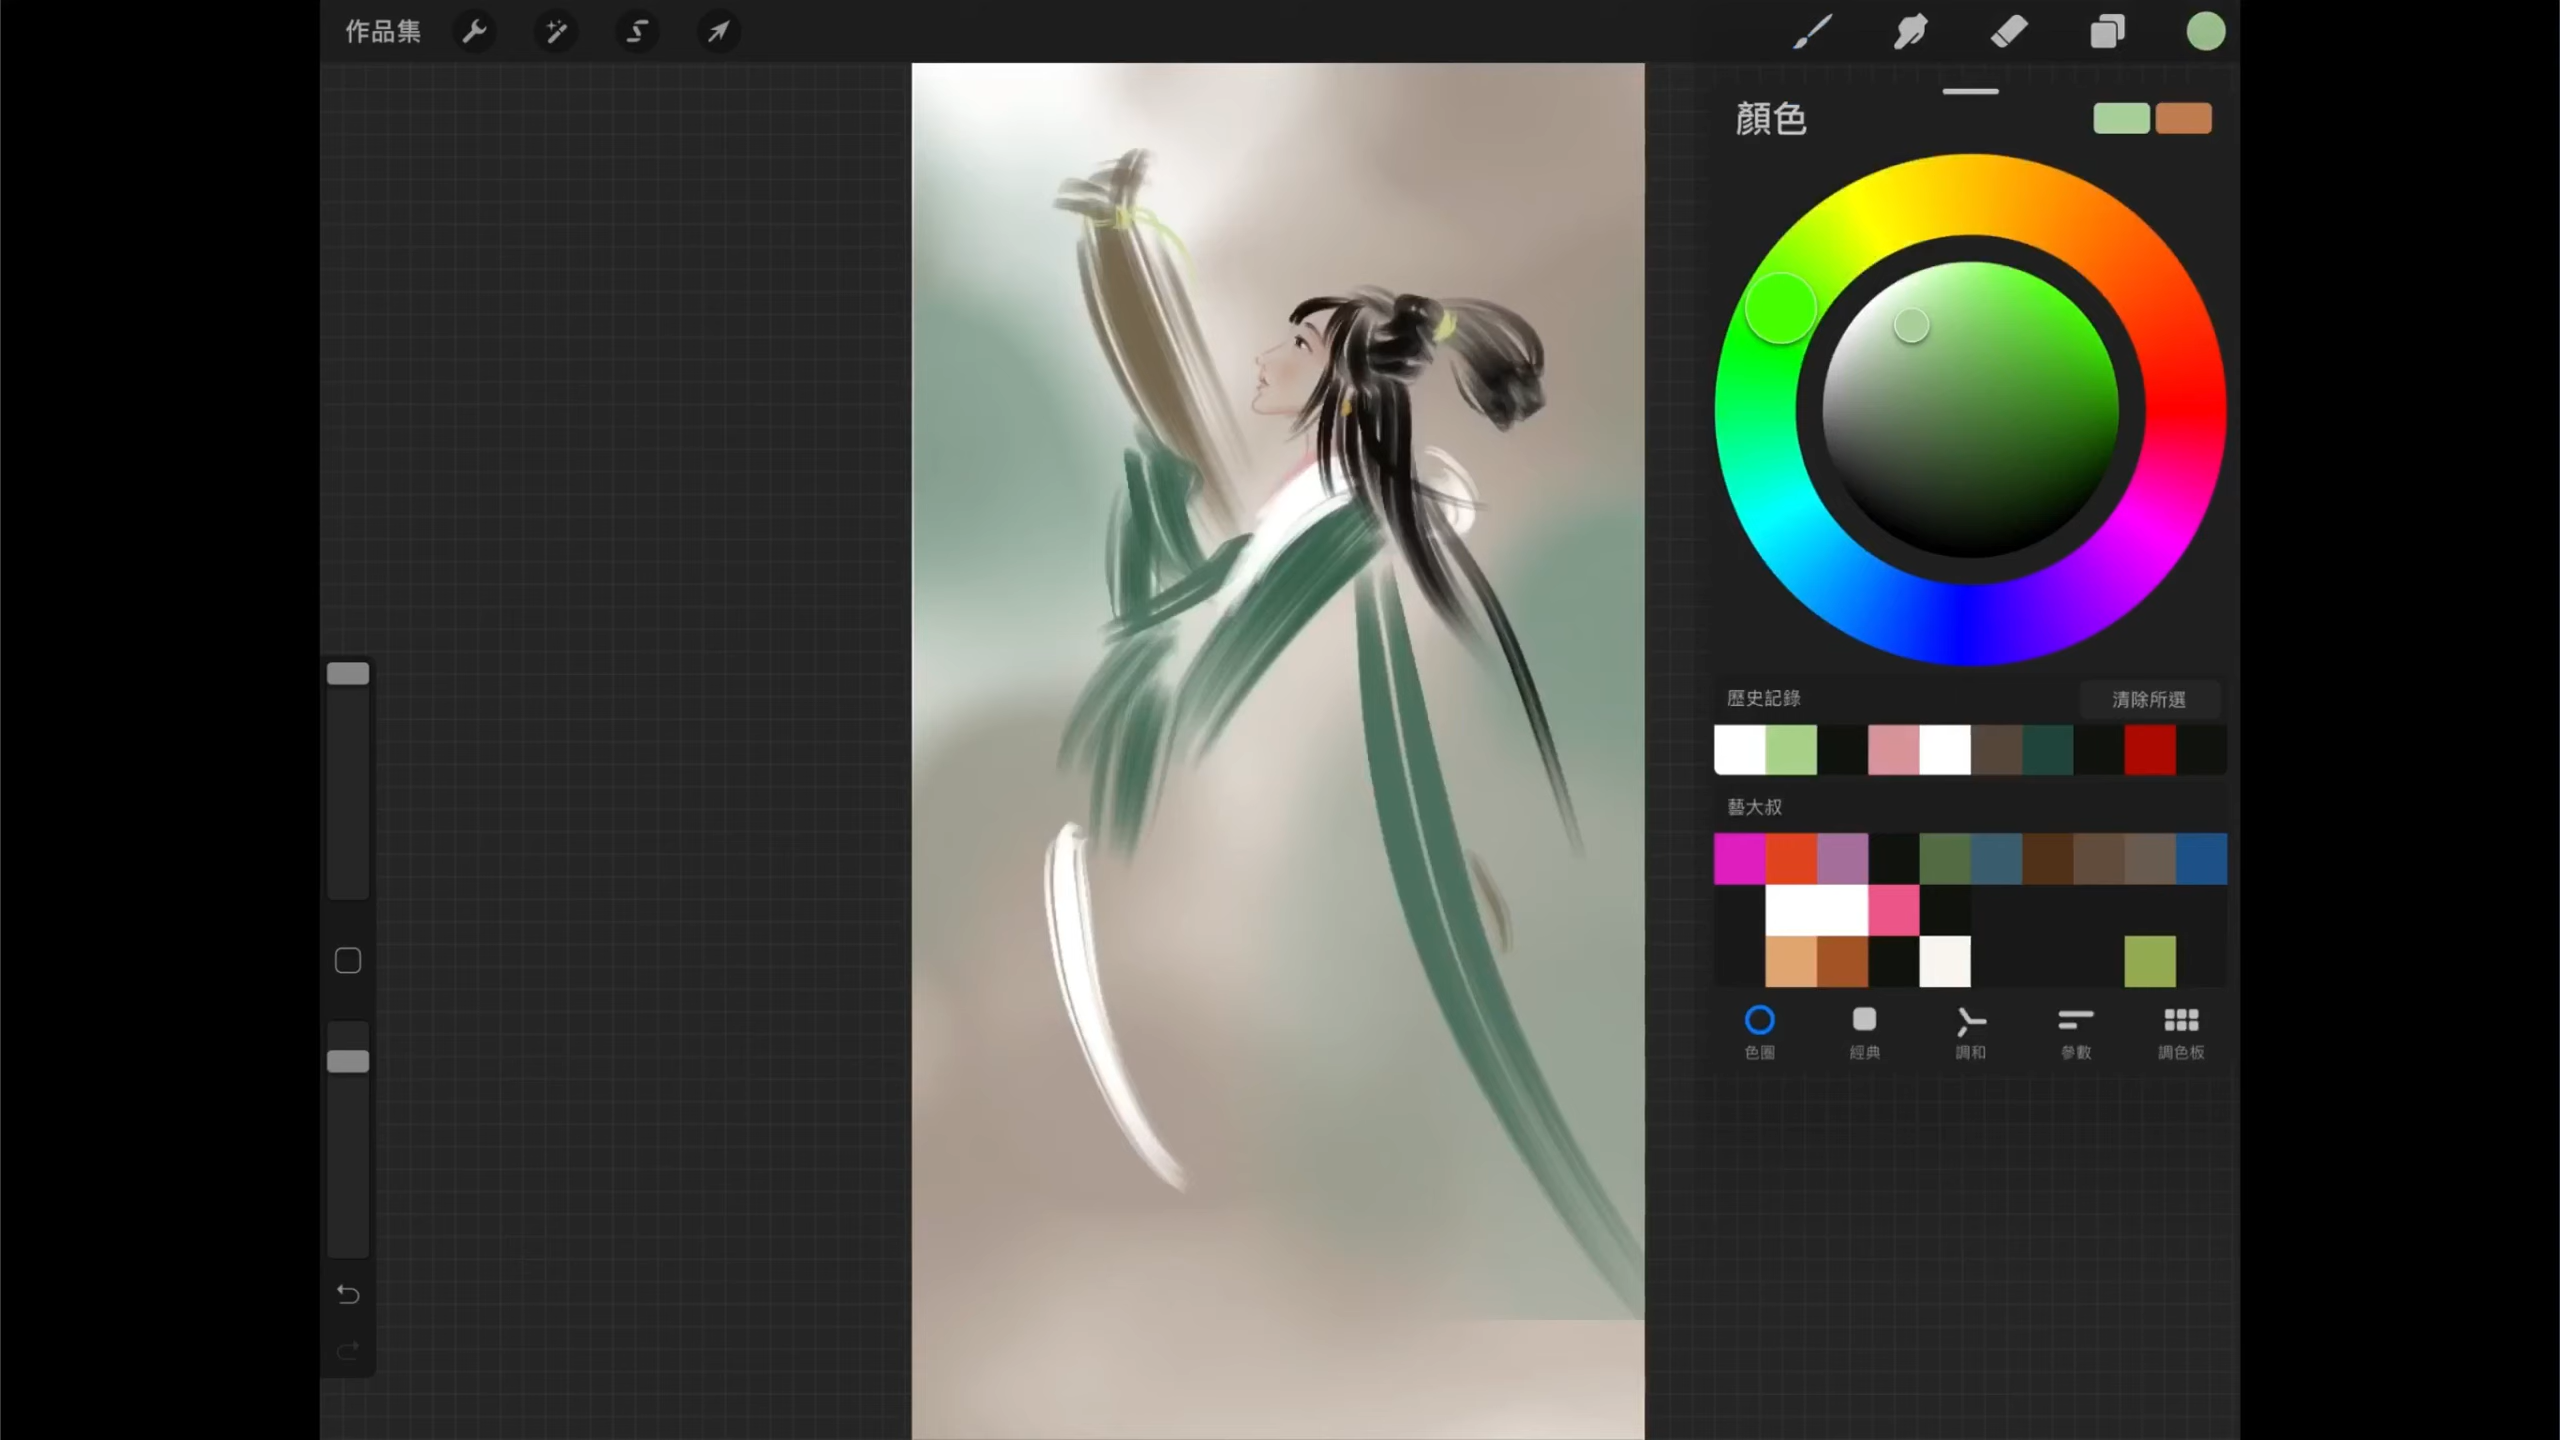 作品集
顏色
歷史記錄
清除所選
藝大叔
色圈
經典
調和
參數
調色板